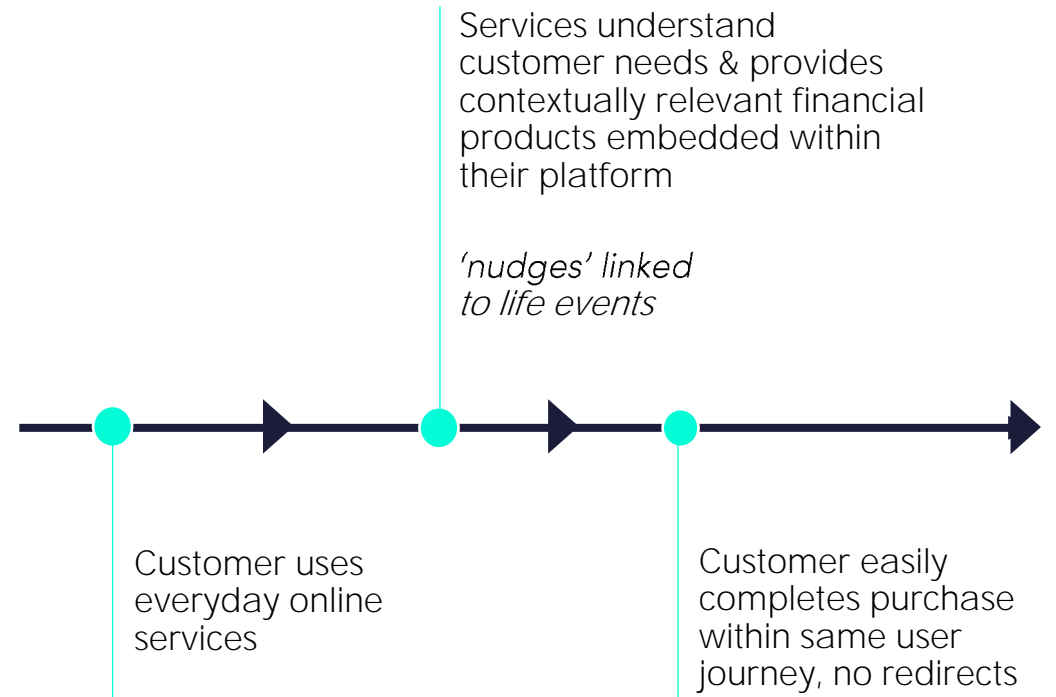 Services understand
customer needs & provides
contextually relevant financial
products embedded within
their platform
‘nudges’ linked
to life events
Customer uses
everyday online
services
Customer easily
completes purchase
within same user
journey, no redirects